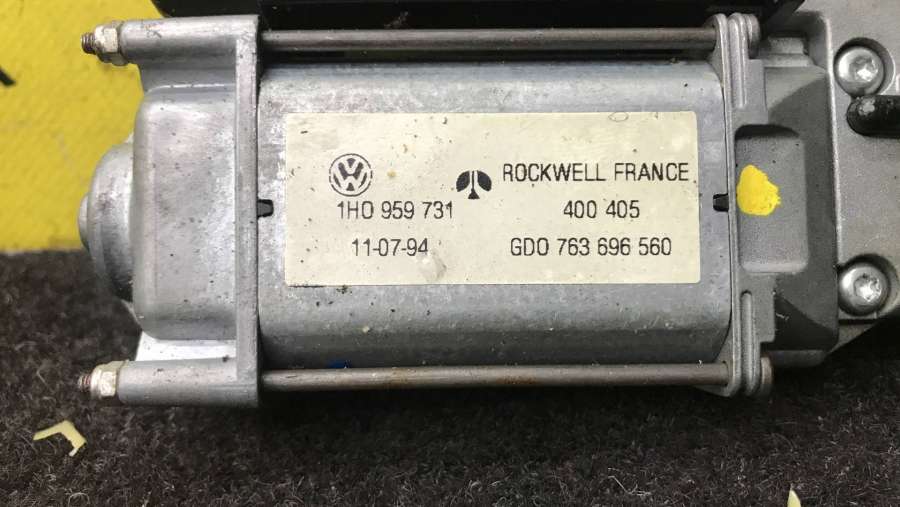 ROCKWELL FRANCE
1H0 959 731 400 405
11-07-94 GD0 763 696 560